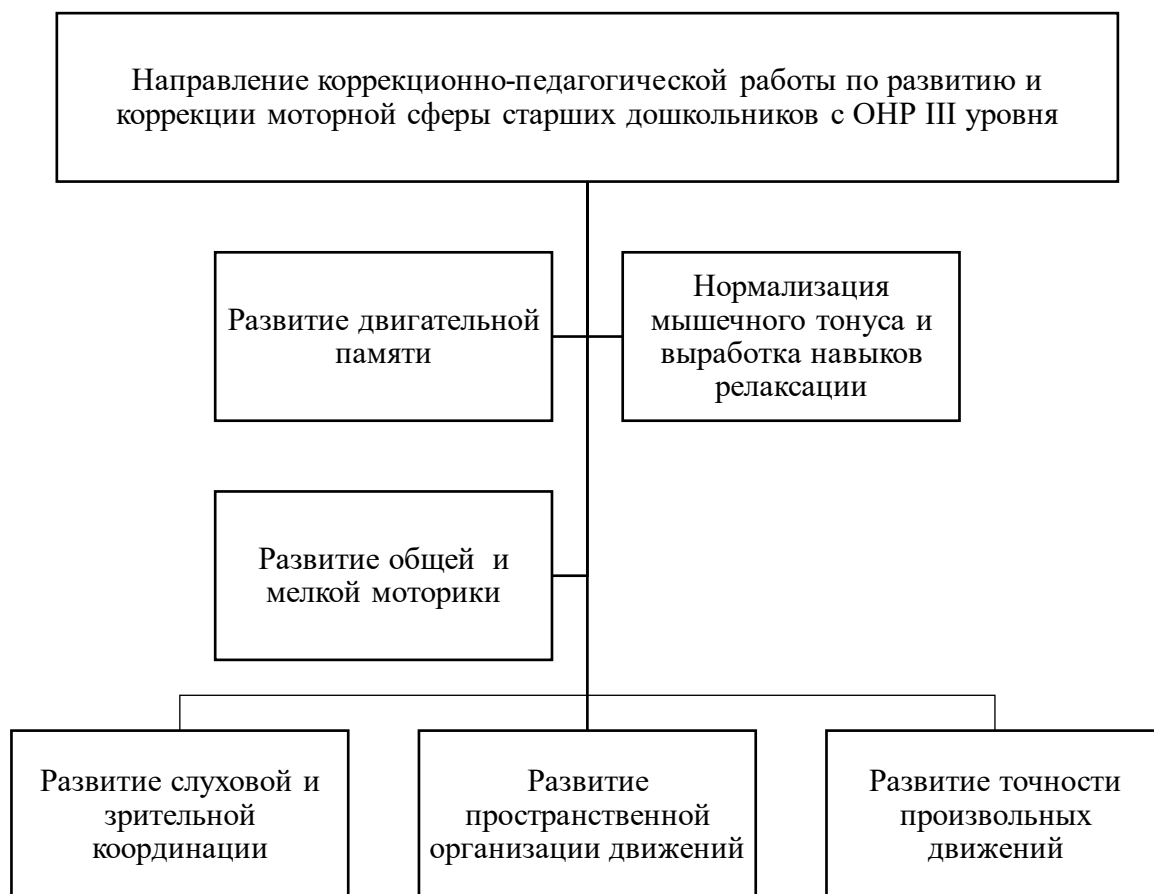 Направление коррекционно-педагогической работы по развитию и
коррекции моторной сферы старших дошкольников с ОНР III уровня
Развитие двигательной
памяти
Нормализация
мышечного тонуса и
выработка навыков
релаксации
Развитие общей и
мелкой моторики
Развитие слуховой и
зрительной
координации
Развитие
пространственной
организации движений
Развитие точности
произвольных
движений